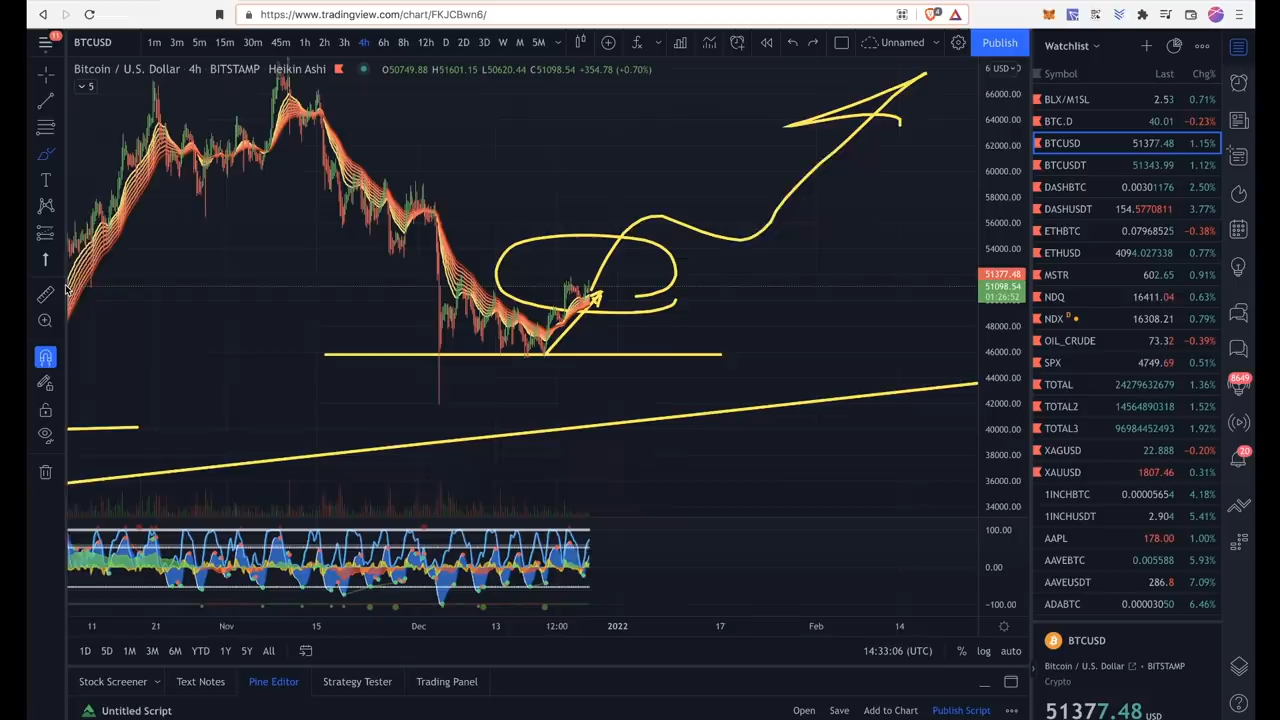 https://www.tradingview.com/chart/FKJCBwn6/
11 BTCUSD 1m 3m 5m 15m 30m 45m 1h 2h 3h 4h 6h 8h 12h D 2D 3D W M 5M Unnamed Publish
Watchlist
Bitcoin / U.S. Dollar 4h BITSTAMP Heikin Ashi O50749.88 H51601.15 L50620.44 C51098.54 +354.78 (+0.70%)
5
USD
66000.00
64000.00
62000.00
60000.00
58000.00
56000.00
54000.00
51377.48
51098.54
01:26:52
48000.00
46000.00
44000.00
42000.00
40000.00
38000.00
36000.00
34000.00
100.00
0.00
−100.00
11 21 Nov 15 Dec 13 12:00 2022 17 Feb 14
1D 5D 1M 3M 6M YTD 1Y 5Y All 14:33:06 (UTC) % log auto
Stock Screener Text Notes Pine Editor Strategy Tester Trading Panel
Untitled Script Open Save Add to Chart Publish Script
Symbol Last Chg%
BLX/M1SL 2.53 0.71%
BTC.D 40.01 −0.23%
BTCUSD 51377.48 1.15%
BTCUSDT 51343.99 1.12%
DASHBTC 0.00301176 2.50%
DASHUSDT 154.5770811 3.77%
ETHBTC 0.07968525 −0.38%
ETHUSD 4094.027338 0.77%
MSTR 602.65 0.91%
NDQ 16411.04 0.63%
NDX D 16308.21 0.79%
OIL_CRUDE 73.32 −0.39%
SPX 4749.69 0.51%
TOTAL 24279632679 1.36%
TOTAL2 14564890318 1.52%
TOTAL3 96984452493 1.92%
XAGUSD 22.888 −0.20%
XAUUSD 1807.46 0.31%
1INCHBTC 0.00005654 4.18%
1INCHUSDT 2.904 5.41%
AAPL 178.00 1.00%
AAVEBTC 0.005588 5.93%
AAVEUSDT 286.8 7.09%
ADABTC 0.00003050 6.46%
BTCUSD
Bitcoin / U.S. Dollar BITSTAMP
Crypto
51377.48 USD
8649
20